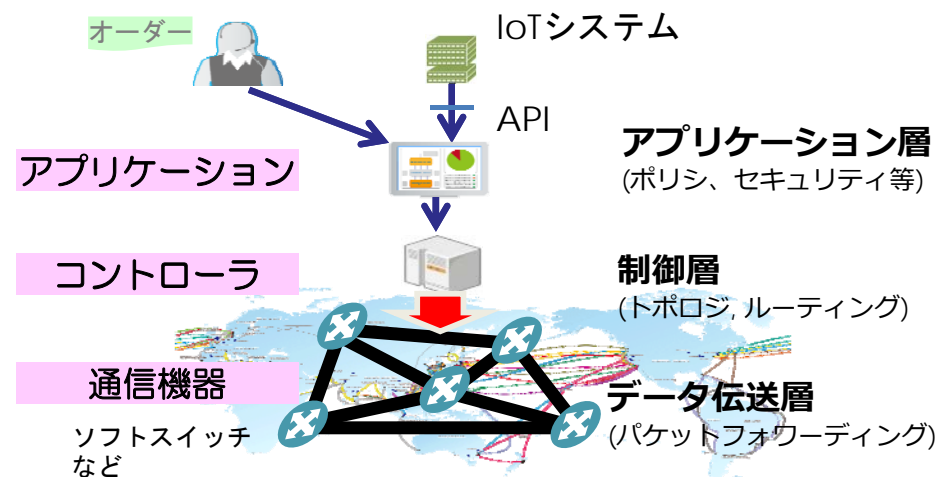 オーダー
IoTシステム
API
アプリケーション
アプリケーション層
(ポリシ、セキュリティ等)
コントローラ
制御層
(トポロジ, ルーティング)
通信機器
データ伝送層
(パケットフォワーディング)
ソフトスイッチ
など